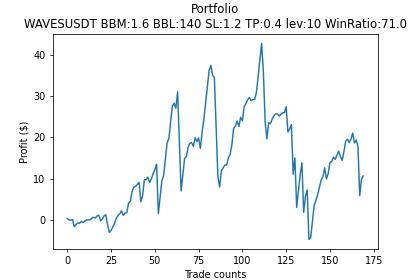 Portfolio
WAVESUSDT BBM:1.6 BBL:140 SL:1.2 TP:0.4 lev:10 WinRatio:71.0
Profit ($)
40
30
20
10
0
0 25 50 75 100 125 150 175
Trade counts